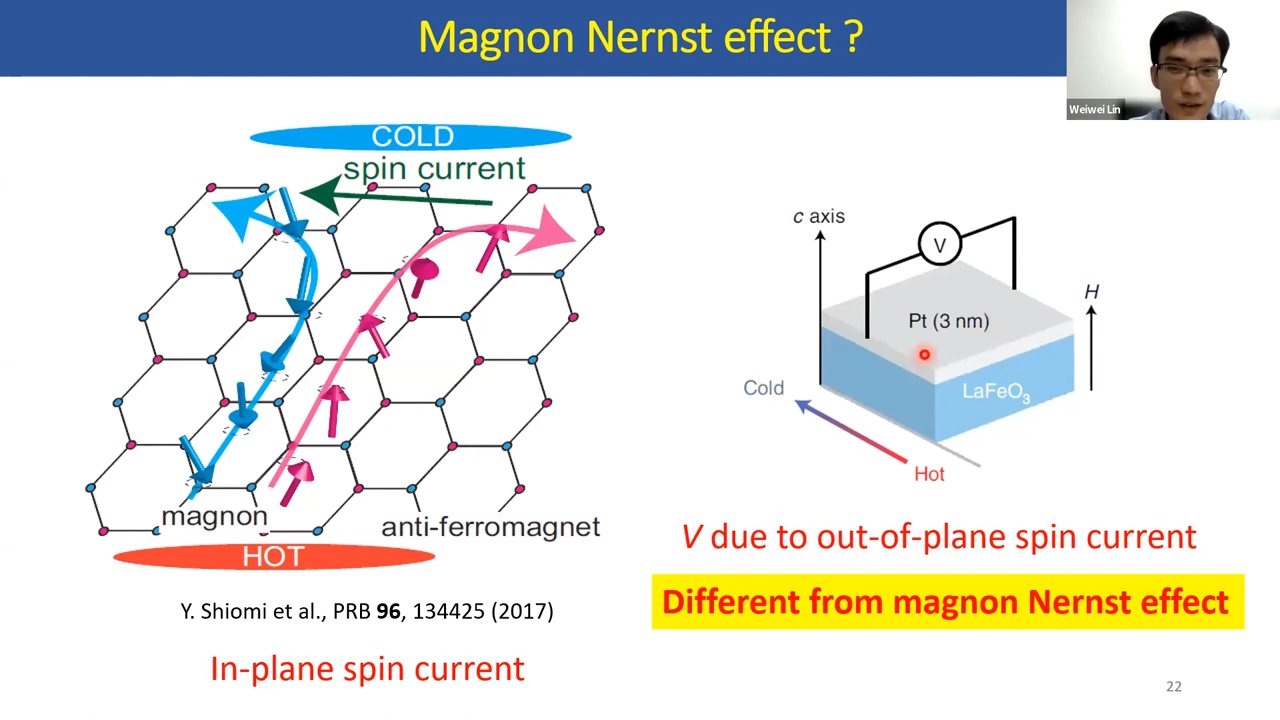 Magnon Nernst effect ?
Weiwei Lin
COLD
spin current
magnon
anti-ferromagnet
HOT
Y. Shiomi et al., PRB 96, 134425 (2017)
In-plane spin current
c axis
V
H
Pt (3 nm)
LaFeO₃
Cold
Hot
V due to out-of-plane spin current
Different from magnon Nernst effect
22